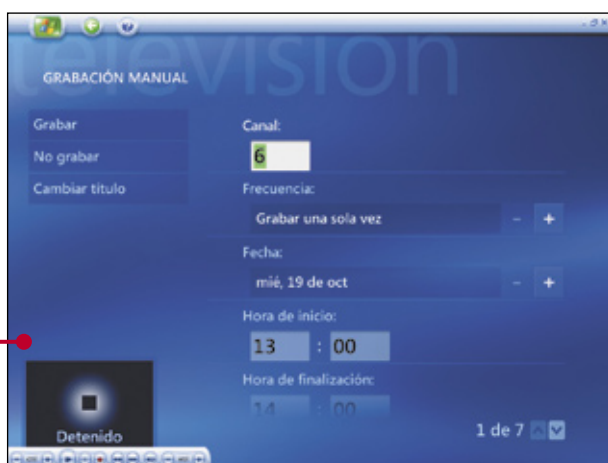 television
GRABACIÓN MANUAL
Grabar
No grabar
Cambiar título
Canal:
6
Frecuencia:
Grabar una sola vez
- +
Fecha:
mié, 19 de oct
- +
Hora de inicio:
13 : 00
Hora de finalización:
14 : 00
1 de 7
Detenido